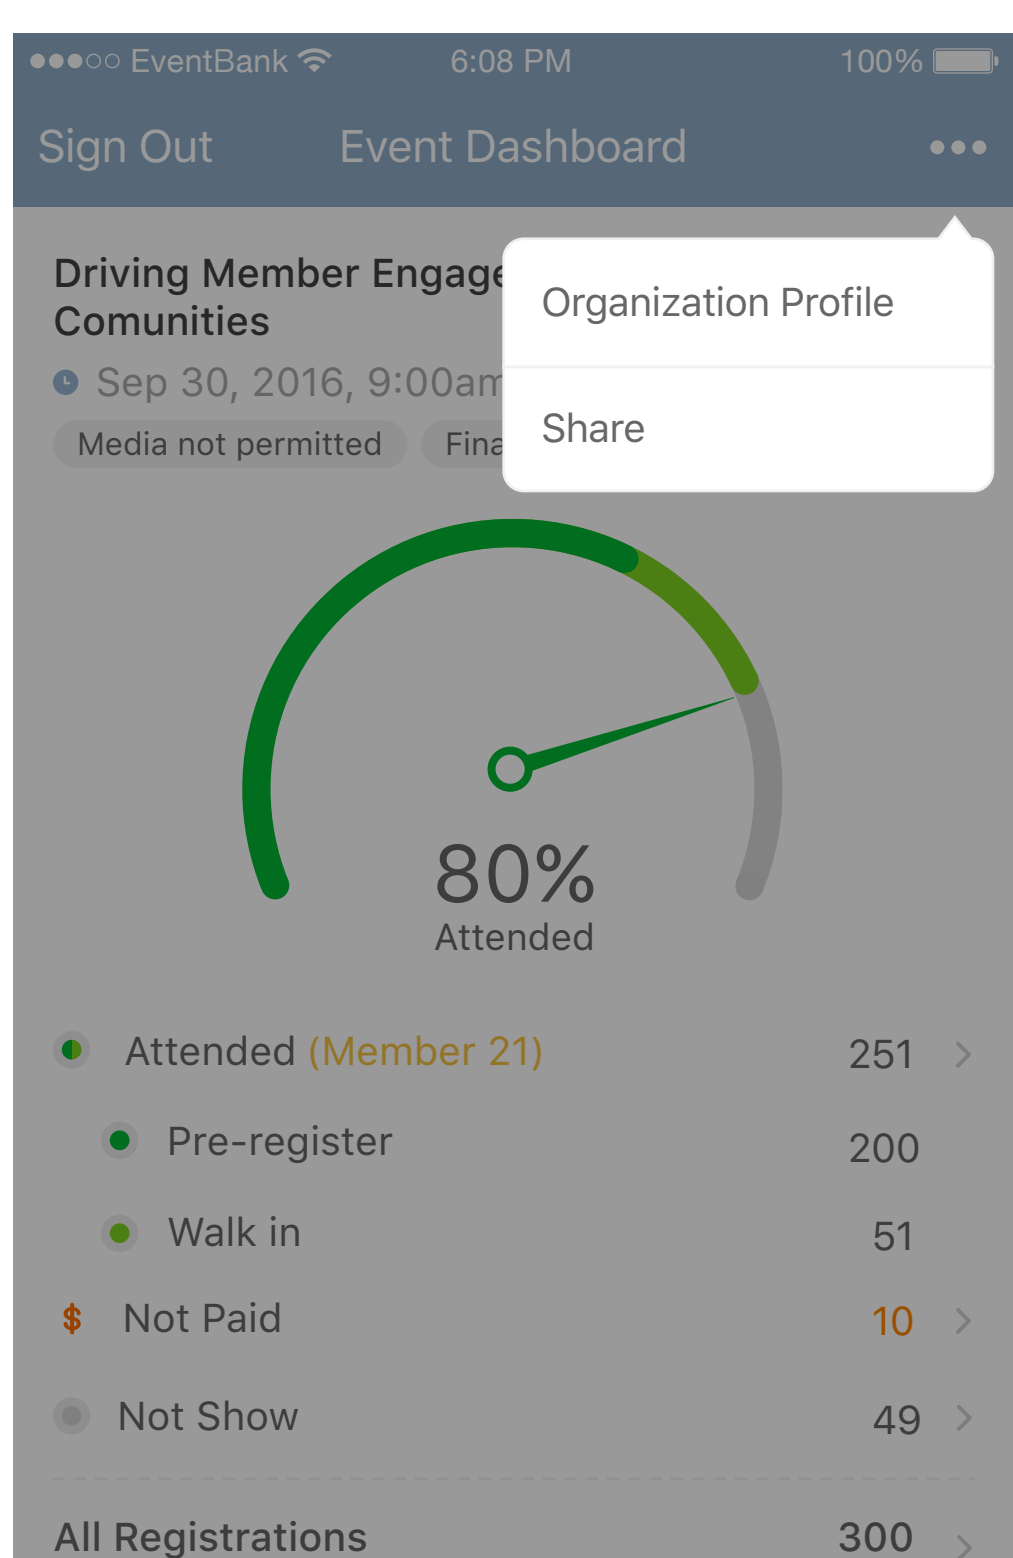 EventBank 6:08 PM 100%
Sign Out Event Dashboard
Driving Member
Comunities
Sep 30, 2016, 9:00am
Media not permitted
Organization Profile
Share
80%
Attended
Attended (Member 21) 251
Pre-register 200
Walk in 51
$ Not Paid 10
Not Show 49
All Registrations 300